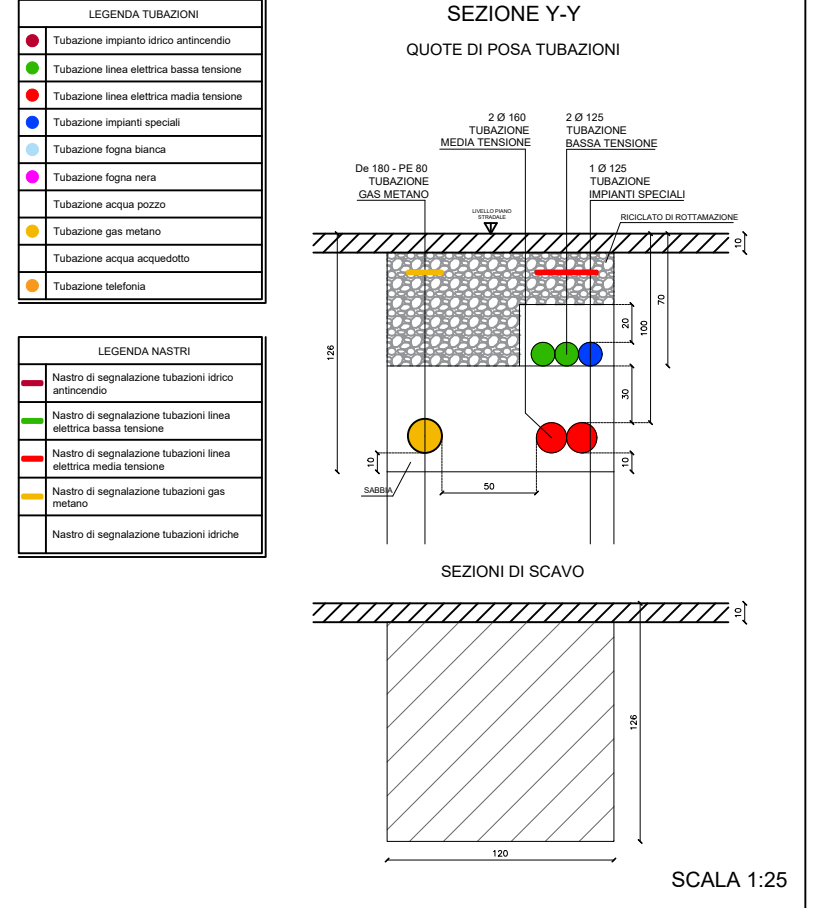 LEGENDA TUBAZIONI
Tubazione impianto idrico antincendio
Tubazione linea elettrica bassa tensione
Tubazione linea elettrica madia tensione
Tubazione impianti speciali
Tubazione fogna bianca
Tubazione fogna nera
Tubazione acqua pozzo
Tubazione gas metano
Tubazione acqua acquedotto
Tubazione telefonia
LEGENDA NASTRI
Nastro di segnalazione tubazioni idrico
antincendio
Nastro di segnalazione tubazioni linea
elettrica bassa tensione
Nastro di segnalazione tubazioni linea
elettrica media tensione
Nastro di segnalazione tubazioni gas
metano
Nastro di segnalazione tubazioni idriche
SEZIONE Y-Y
QUOTE DI POSA TUBAZIONI
2 Ø 160
TUBAZIONE
MEDIA TENSIONE
2 Ø 125
TUBAZIONE
BASSA TENSIONE
De 180 - PE 80
TUBAZIONE
GAS METANO
1 Ø 125
TUBAZIONE
IMPIANTI SPECIALI
LIVELLO PIANO
STRADALE
RICICLATO DI ROTTAMAZIONE
10
126
20
100
70
30
10
10
SABBIA
50
SEZIONI DI SCAVO
10
126
120
SCALA 1:25